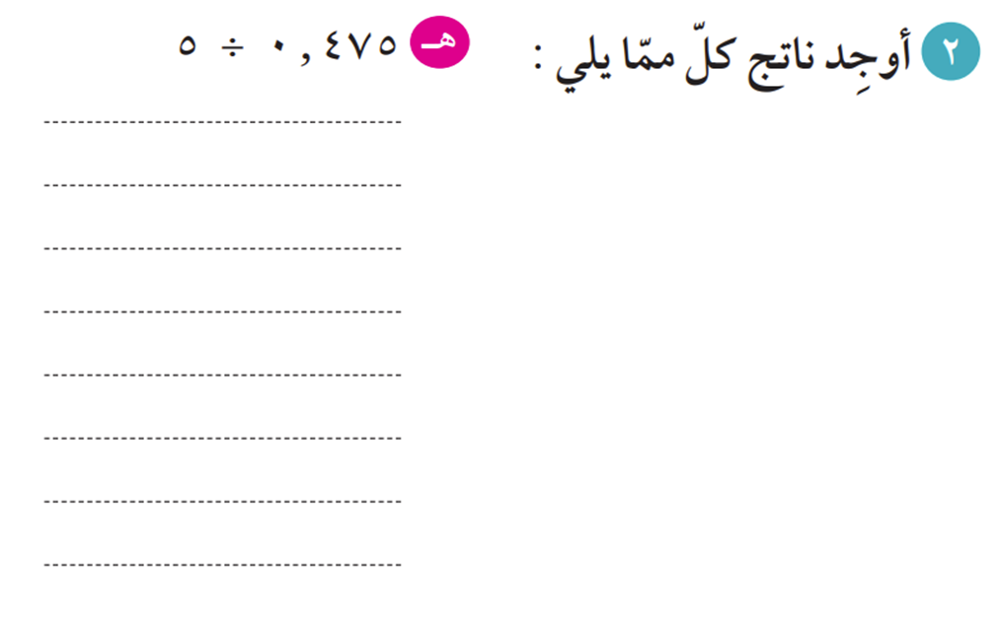 ٢ أوجِد ناتج كلّ ممّا يلي :
هـ ٠,٤٧٥ ÷ ٥